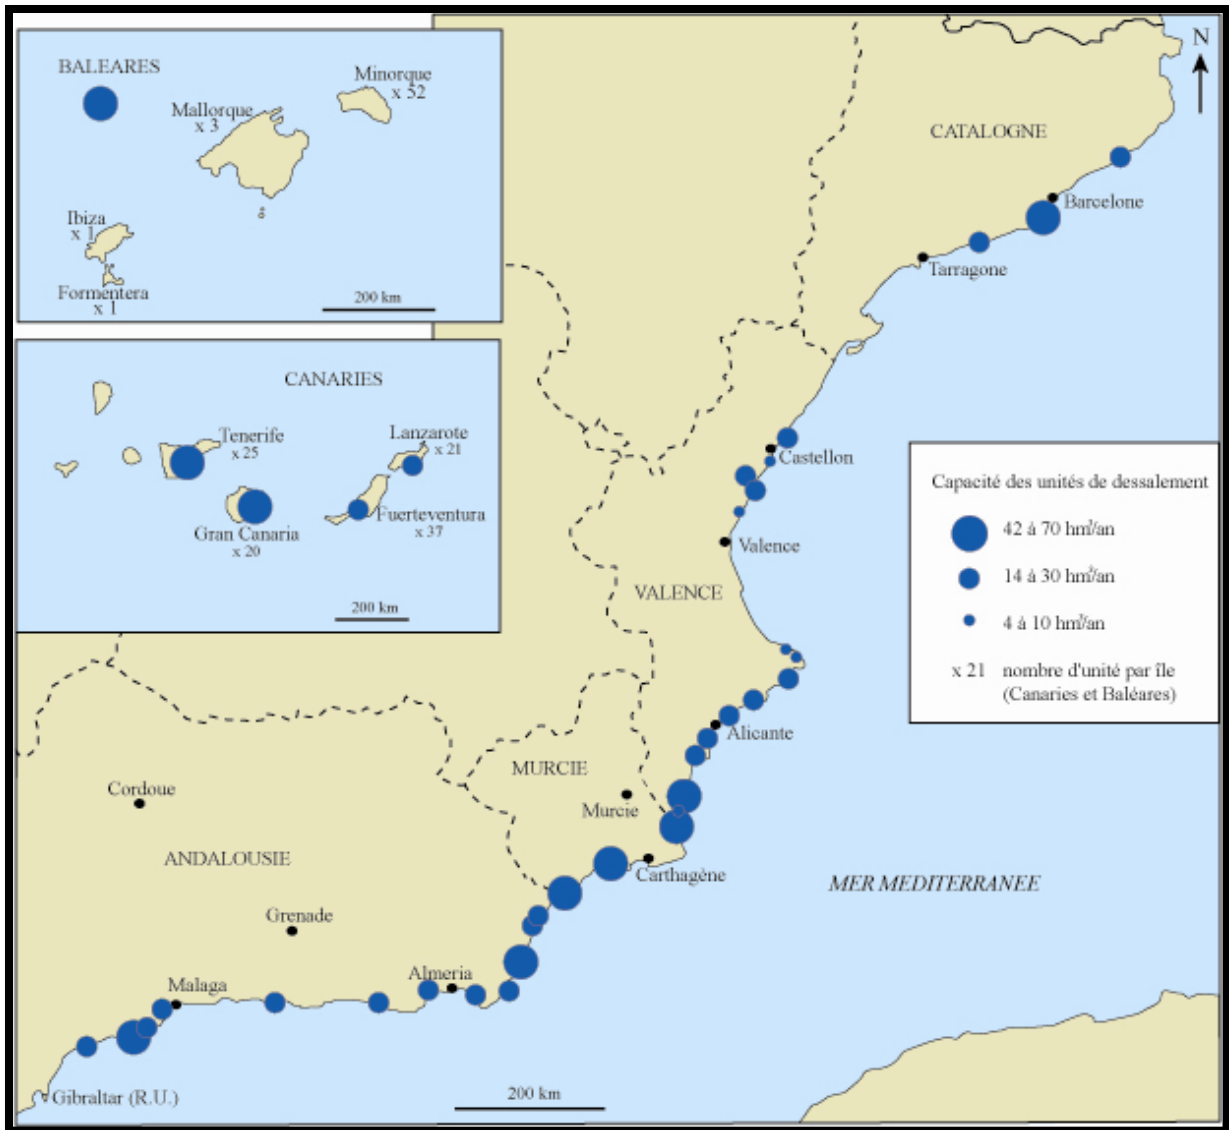 BALEARES
Minorque
x 52
Mallorque
x 3
Ibiza
x 1
Formentera
x 1
200 km
CANARIES
Tenerife
x 25
Lanzarote
x 21
Gran Canaria
x 20
Fuerteventura
x 37
200 km
N
CATALOGNE
Barcelone
Tarragone
Castellon
Valence
VALENCE
Alicante
MURCIE
Murcie
Carthagène
Cordoue
ANDALOUSIE
Grenade
Malaga
Almeria
Gibraltar (R.U.)
MER MEDITERRANEE
200 km
Capacité des unités de dessalement
42 à 70 hm³/an
14 à 30 hm³/an
4 à 10 hm³/an
x 21 nombre d'unité par île
(Canaries et Baléares)